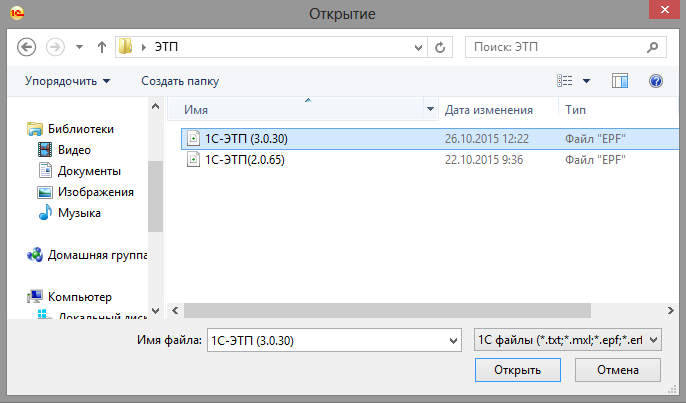 Открытие
ЭТП
Поиск: ЭТП
Упорядочить
Создать папку
Имя
Дата изменения
Тип
Библиотеки
Видео
Документы
Изображения
Музыка
Домашняя группа
Компьютер
Локальный диск
1С-ЭТП (3.0.30) 26.10.2015 12:22 Файл "EPF"
1С-ЭТП(2.0.65) 22.10.2015 9:36 Файл "EPF"
Имя файла: 1С-ЭТП (3.0.30) 1С файлы (*.txt;*.mxl;*.epf;*.erl
Открыть
Отмена